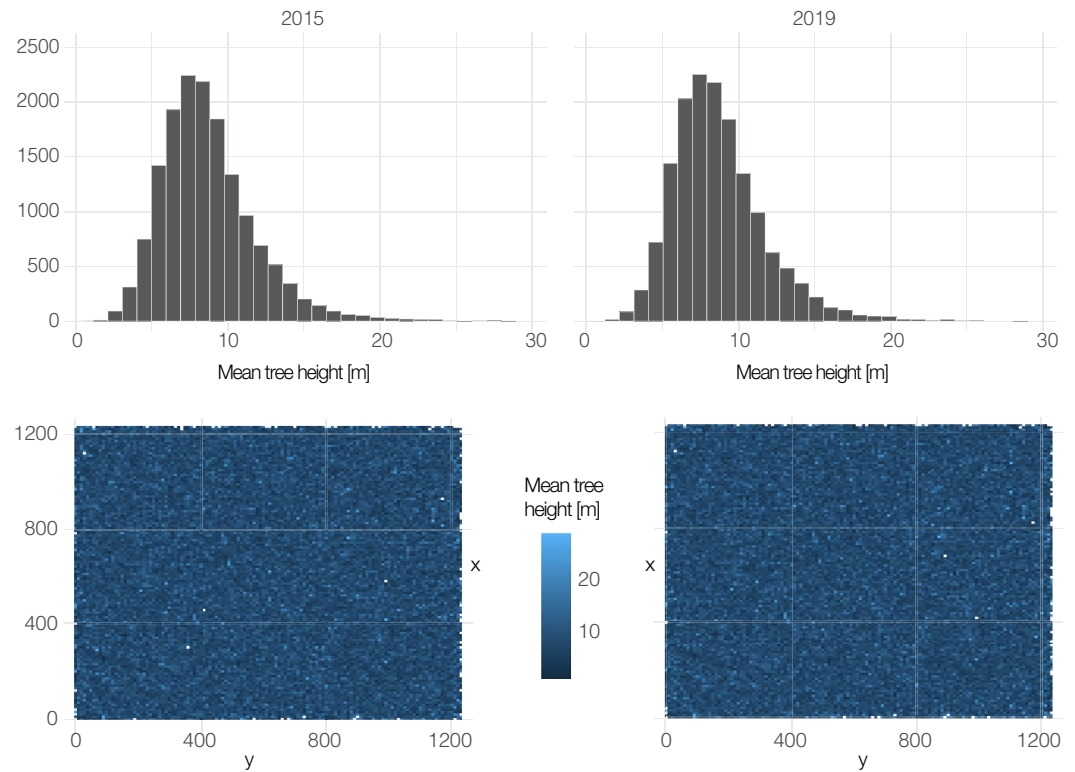 2015
2019
2500
2000
1500
1000
500
0
0 10 20 30
0 10 20 30
Mean tree height [m]
Mean tree height [m]
1200
800
400
0
x
Mean tree
height [m]
20
10
x
0 400 800 1200
0 400 800 1200
y
y